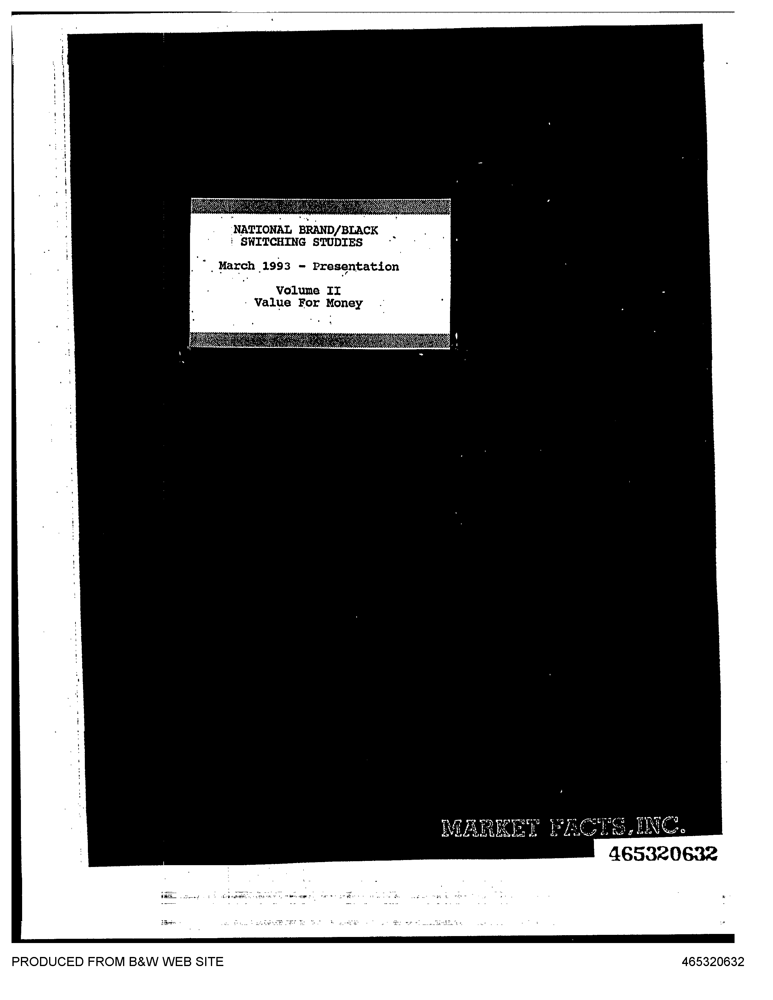 NATIONAL BRAND/BLACK
SWITCHING STUDIES
March 1993 - Presentation
Volume II
Value For Money
MARKET FACTS, INC.
465320632
PRODUCED FROM B&W WEB SITE
465320632